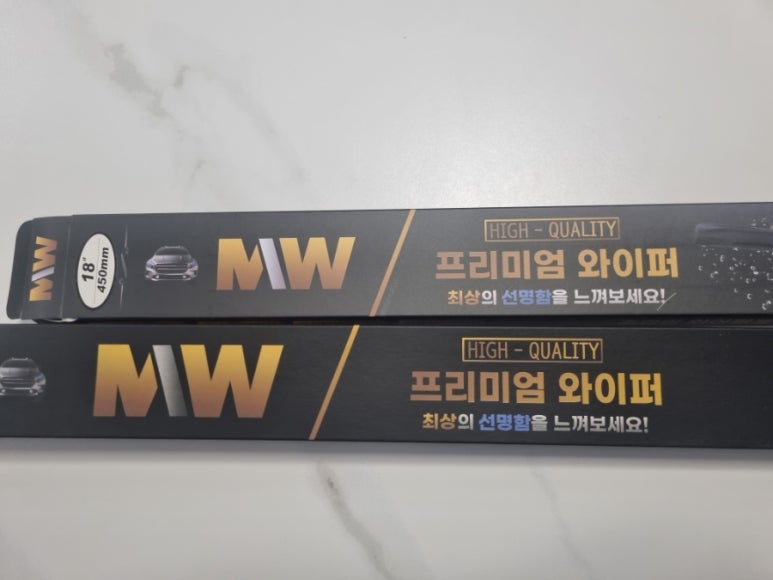 MW
18"
450mm
MW
HIGH - QUALITY
프리미엄 와이퍼
최상의 선명함을 느껴보세요!
MW
HIGH - QUALITY
프리미엄 와이퍼
최상의 선명함을 느껴보세요!